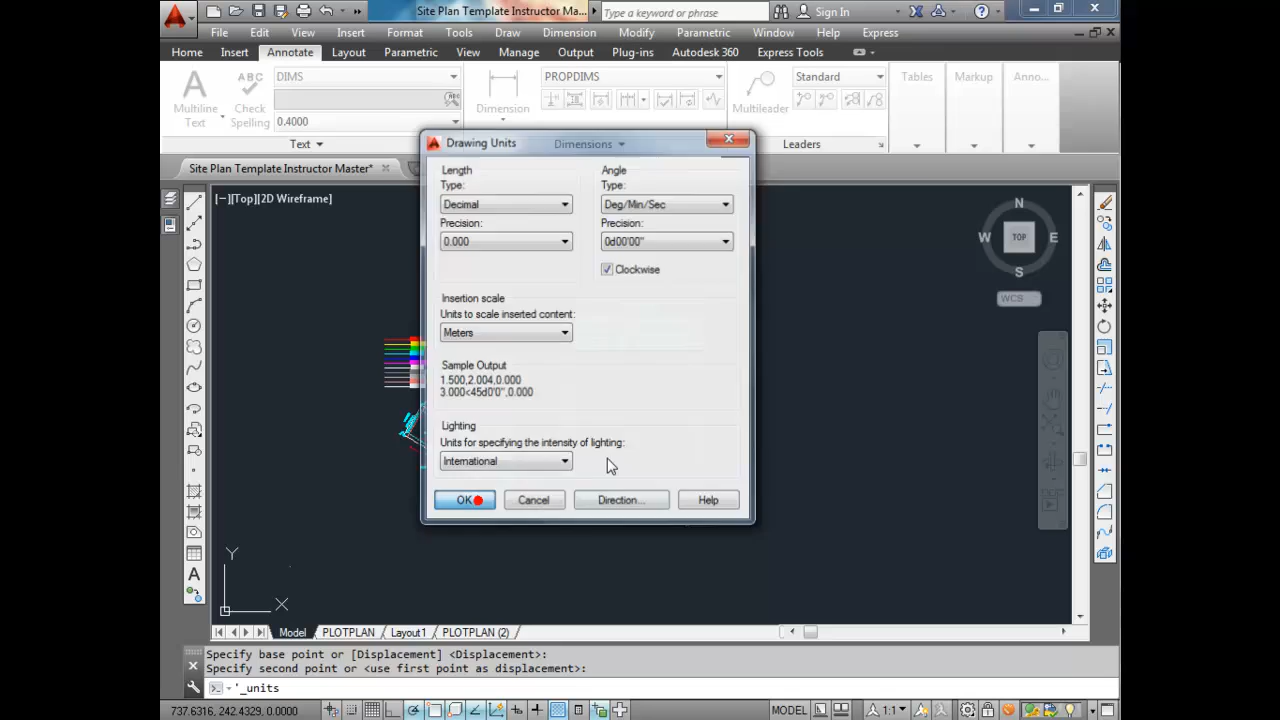 Site Plan Template Instructor Ma... Type a keyword or phrase Sign In
File Edit View Insert Format Tools Draw Dimension Modify Parametric Window Help Express
Home Insert Annotate Layout Parametric View Manage Output Plug-ins Autodesk 360 Express Tools
A ABC DIMS PROPDIMS Standard Tables Markup Anno...
Multiline Text Check Spelling Dimension Multileader
0.4000
Text Dimensions Leaders
Site Plan Template Instructor Master*
[−][Top][2D Wireframe]
N
W TOP E
S
WCS
Drawing Units
Length Angle
Type: Type:
Decimal Deg/Min/Sec
Precision: Precision:
0.000 0d00'00"
Clockwise
Insertion scale
Units to scale inserted content:
Meters
Sample Output
1.500,2.004,0.000
3.000<45d0'0",0.000
Lighting
Units for specifying the intensity of lighting:
International
OK Cancel Direction... Help
Y
X
A
Model PLOTPLAN Layout1 PLOTPLAN (2)
Specify base point or [Displacement] <Displacement>:
Specify second point or <use first point as displacement>:
'_units
737.6316, 242.4329, 0.0000 MODEL 1:1